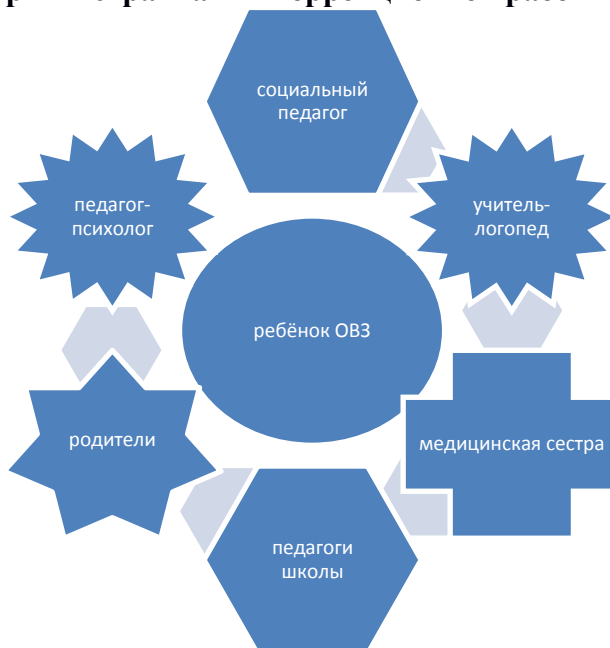 социальный
педагог
педагог-
психолог
учитель-
логопед
ребёнок ОВЗ
родители
медицинская сестра
педагоги
школы